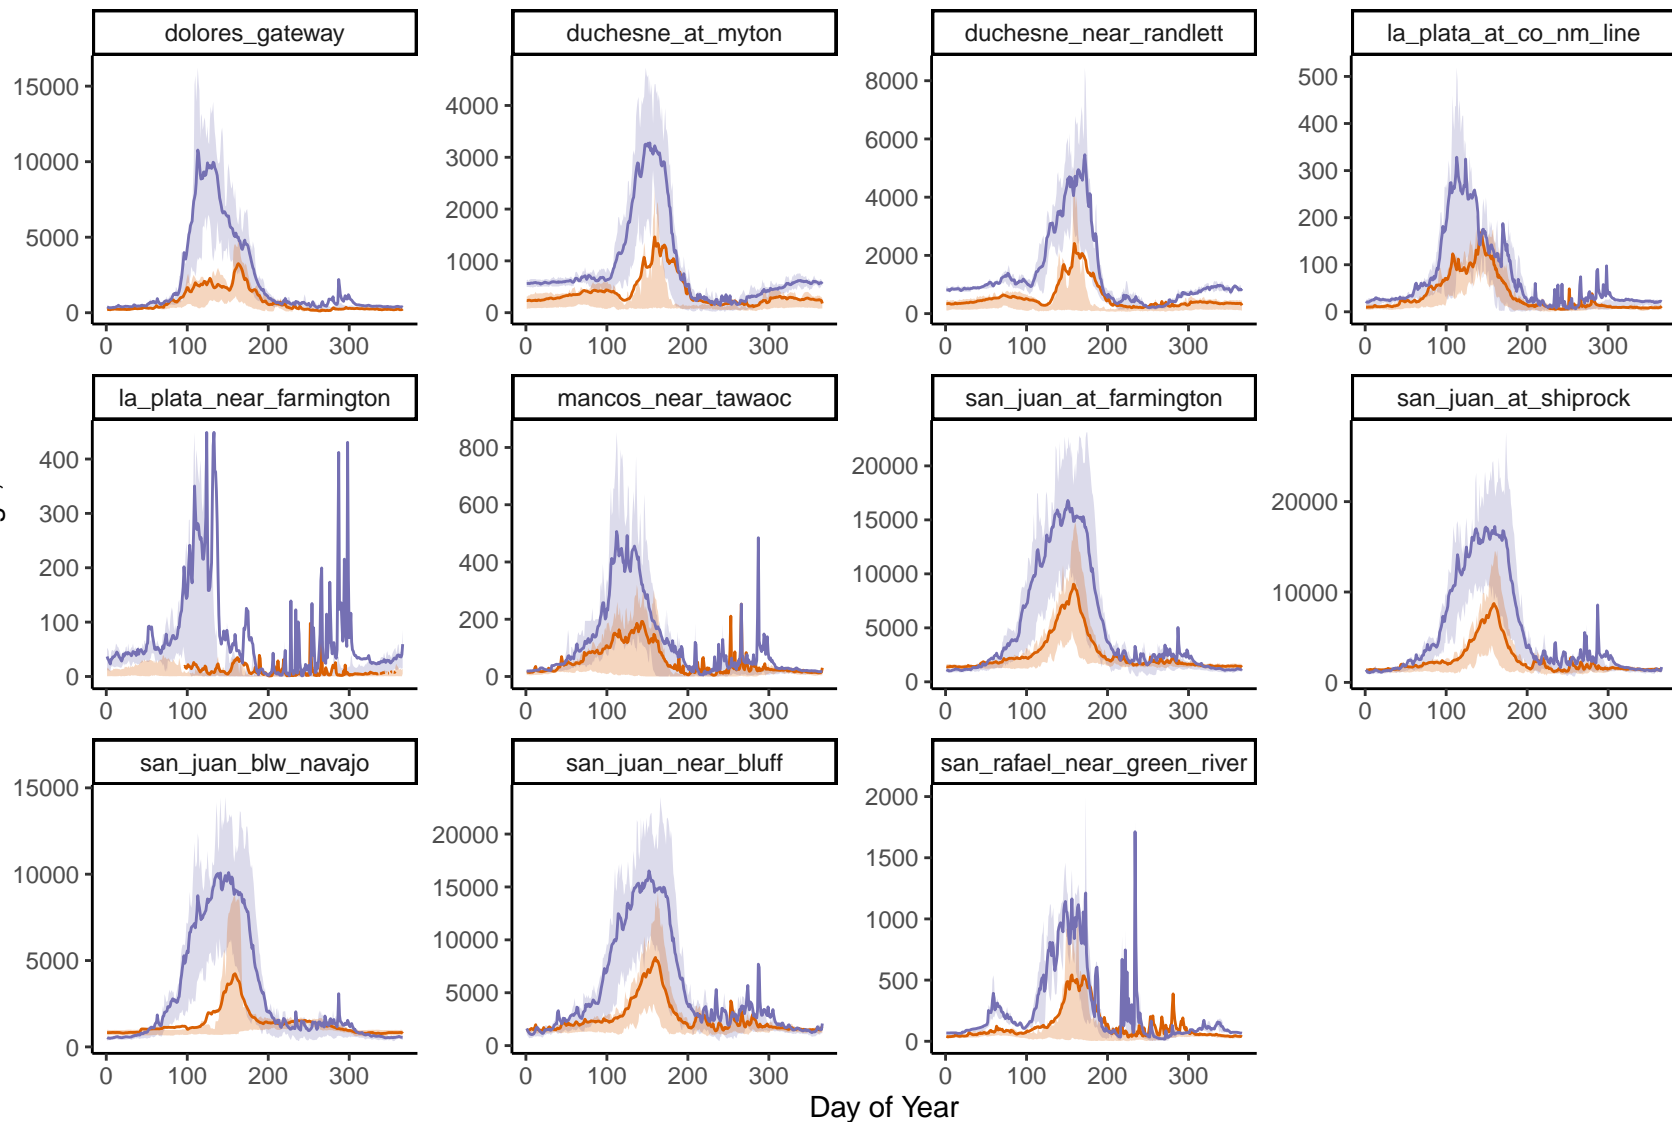 dolores_gateway duchesne_at_myton duchesne_near_randlett la_plata_at_co_nm_line
15000 10000 5000 0
4000 3000 2000 1000 0
8000 6000 4000 2000 0
500 400 300 200 100 0
0 100 200 300 0 100 200 300 0 100 200 300 0 100 200 300
la_plata_near_farmington mancos_near_tawaoc san_juan_at_farmington san_juan_at_shiprock
400 300 200 100 0
800 600 400 200 0
20000 15000 10000 5000 0
20000 10000 0
0 100 200 300 0 100 200 300 0 100 200 300 0 100 200 300
san_juan_blw_navajo san_juan_near_bluff san_rafael_near_green_river
15000 10000 5000 0
20000 15000 10000 5000 0
2000 1500 1000 500 0
0 100 200 300 0 100 200 300 0 100 200 300
Day of Year